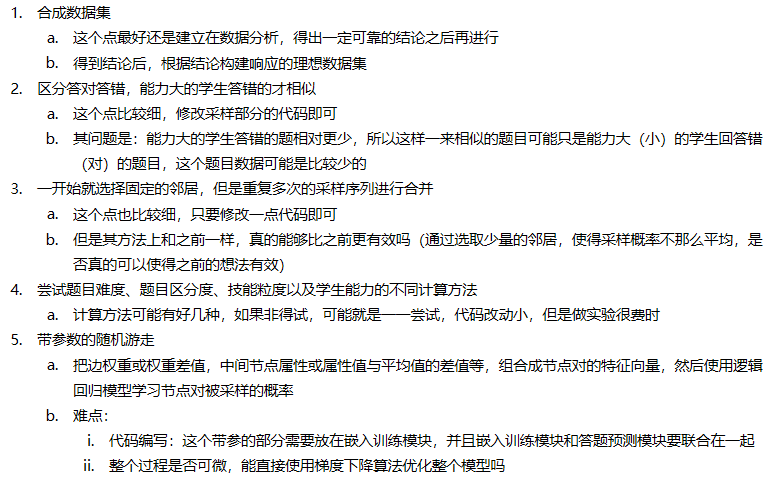 1. 合成数据集
a. 这个点最好还是建立在数据分析，得出一定可靠的结论之后再进行
b. 得到结论后，根据结论构建响应的理想数据集
2. 区分答对答错，能力大的学生答错的才相似
a. 这个点比较细，修改采样部分的代码即可
b. 其问题是：能力大的学生答错的题相对更少，所以这样一来相似的题目可能只是能力大（小）的学生回答错
（对）的题目，这个题目数据可能是比较少的
3. 一开始就选择固定的邻居，但是重复多次的采样序列进行合并
a. 这个点也比较细，只要修改一点代码即可
b. 但是其方法上和之前一样，真的能够比之前更有效吗（通过选取少量的邻居，使得采样概率不那么平均，是
否真的可以使得之前的想法有效）
4. 尝试题目难度、题目区分度、技能粒度以及学生能力的不同计算方法
a. 计算方法可能有好几种，如果非得试，可能就是一一尝试，代码改动小，但是做实验很费时
5. 带参数的随机游走
a. 把边权重或权重差值，中间节点属性或属性值与平均值的差值等，组合成节点对的特征向量，然后使用逻辑
回归模型学习节点对被采样的概率
b. 难点：
i. 代码编写：这个带参的部分需要放在嵌入训练模块，并且嵌入训练模块和答题预测模块要联合在一起
ii. 整个过程是否可微，能直接使用梯度下降算法优化整个模型吗